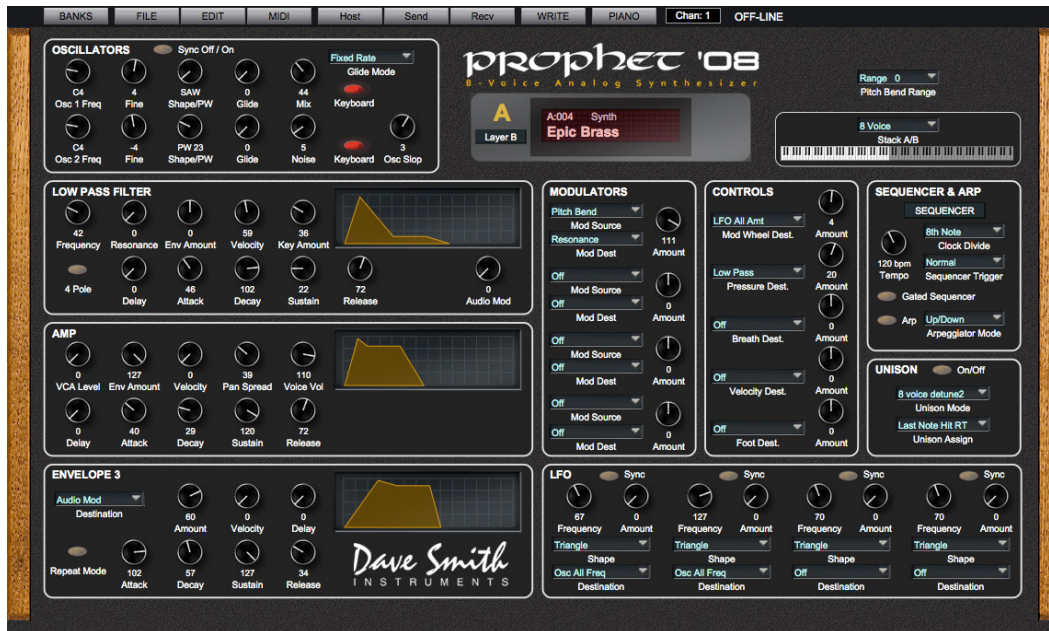 BANKS FILE EDIT MIDI Host Send Recv WRITE PIANO Chan: 1 OFF-LINE
OSCILLATORS Sync Off / On
Fixed Rate
Glide Mode
C4 4 SAW 0 44
Osc 1 Freq Fine Shape/PW Glide Mix Keyboard
C4 -4 PW 23 0 5 3
Osc 2 Freq Fine Shape/PW Glide Noise Keyboard Osc Slop
prophet '08
8-Voice Analog Synthesizer
A
Layer B
A:004 Synth
Epic Brass
Range 0
Pitch Bend Range
8 Voice
Stack A/B
LOW PASS FILTER
42 0 0 59 36
Frequency Resonance Env Amount Velocity Key Amount
4 Pole
0 46 102 22 72 0
Delay Attack Decay Sustain Release Audio Mod
AMP
0 127 0 39 110
VCA Level Env Amount Velocity Pan Spread Voice Vol
0 40 29 120 72
Delay Attack Decay Sustain Release
ENVELOPE 3
Audio Mod
Destination
60 0 0
Amount Velocity Delay
Repeat Mode
102 57 127 34
Attack Decay Sustain Release
Dave Smith
INSTRUMENTS
MODULATORS
Pitch Bend
Mod Source
Resonance
Mod Dest
111
Amount
Off
Mod Source
Off
Mod Dest
0
Amount
Off
Mod Source
Off
Mod Dest
0
Amount
Off
Mod Source
Off
Mod Dest
0
Amount
CONTROLS
LFO All Amt
Mod Wheel Dest.
4
Amount
Low Pass
Pressure Dest.
20
Amount
Off
Breath Dest.
0
Amount
Off
Velocity Dest.
0
Amount
Off
Foot Dest.
0
Amount
SEQUENCER & ARP
SEQUENCER
8th Note
Clock Divide
120 bpm
Tempo
Normal
Sequencer Trigger
Gated Sequencer
Arp Up/Down
Arpeggiator Mode
UNISON On/Off
8 voice detune2
Unison Mode
Last Note Hit RT
Unison Assign
LFO Sync Sync Sync Sync
67 0 127 0 70 0 70 0
Frequency Amount Frequency Amount Frequency Amount Frequency Amount
Triangle Triangle Triangle Triangle
Shape Shape Shape Shape
Osc All Freq Osc All Freq Off Off
Destination Destination Destination Destination